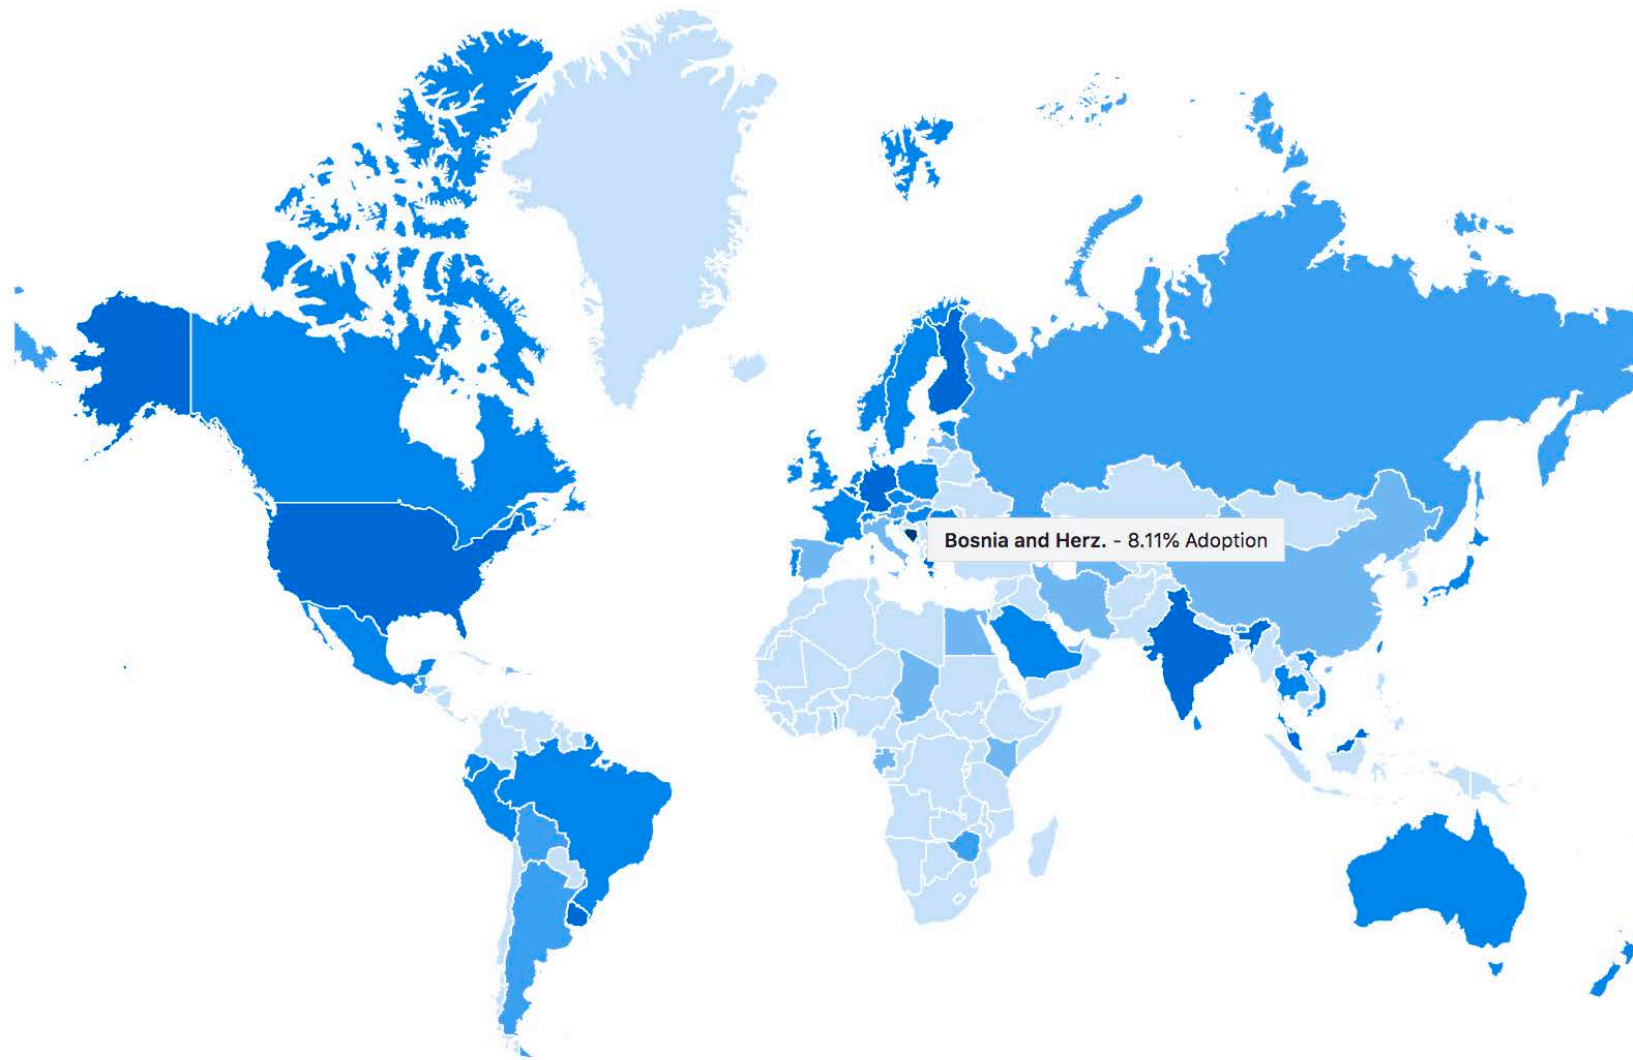 Bosnia and Herz. - 8.11% Adoption